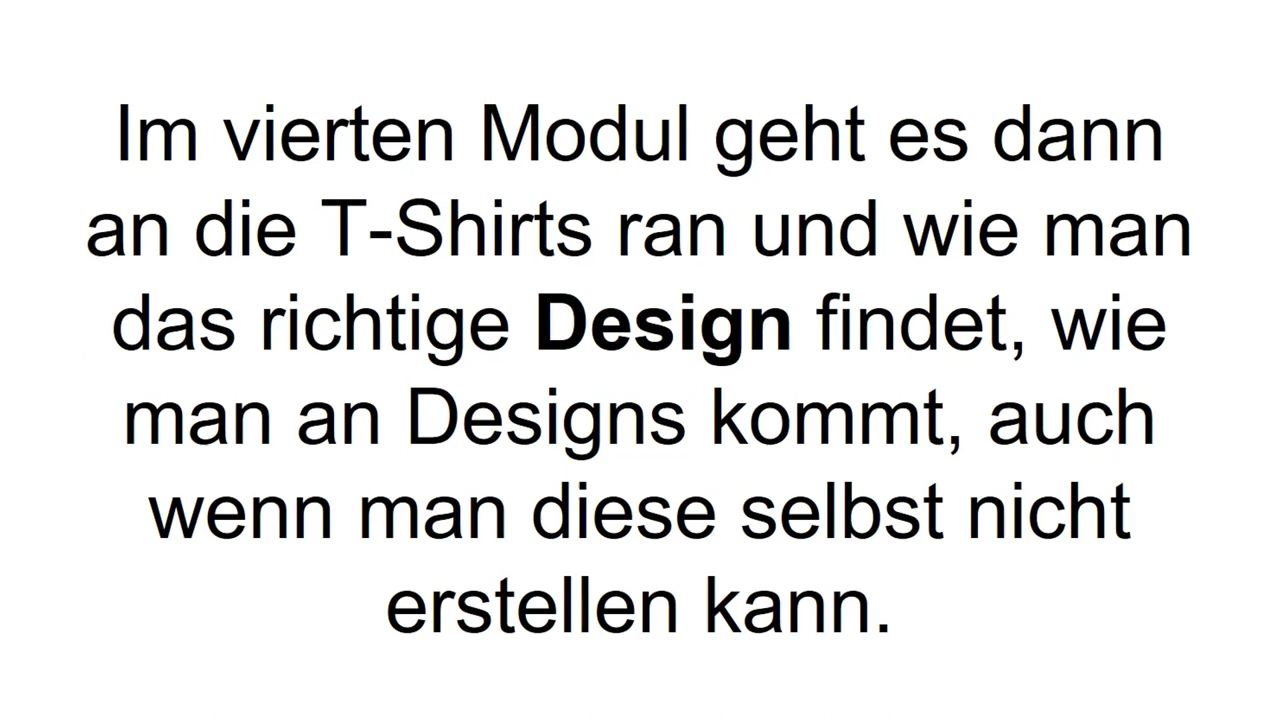 Im vierten Modul geht es dann
an die T-Shirts ran und wie man
das richtige Design findet, wie
man an Designs kommt, auch
wenn man diese selbst nicht
erstellen kann.